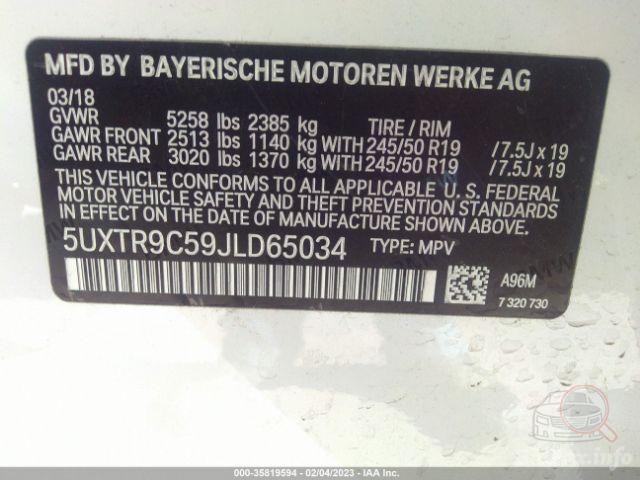 MFD BY BAYERISCHE MOTOREN WERKE AG
03/18
GVWR 5258 lbs 2385 kg TIRE / RIM
GAWR FRONT 2513 lbs 1140 kg WITH 245/50 R19 /7.5J x 19
GAWR REAR 3020 lbs 1370 kg WITH 245/50 R19 /7.5J x 19
THIS VEHICLE CONFORMS TO ALL APPLICABLE U. S. FEDERAL
MOTOR VEHICLE SAFETY AND THEFT PREVENTION
STANDARDS IN EFFECT ON THE DATE OF MANUFACTURE
5UXTR9C59JLD65034 TYPE: MPV
A96M
7 320 730
00-35819594 - 02/04/2023 - IAA Inc.